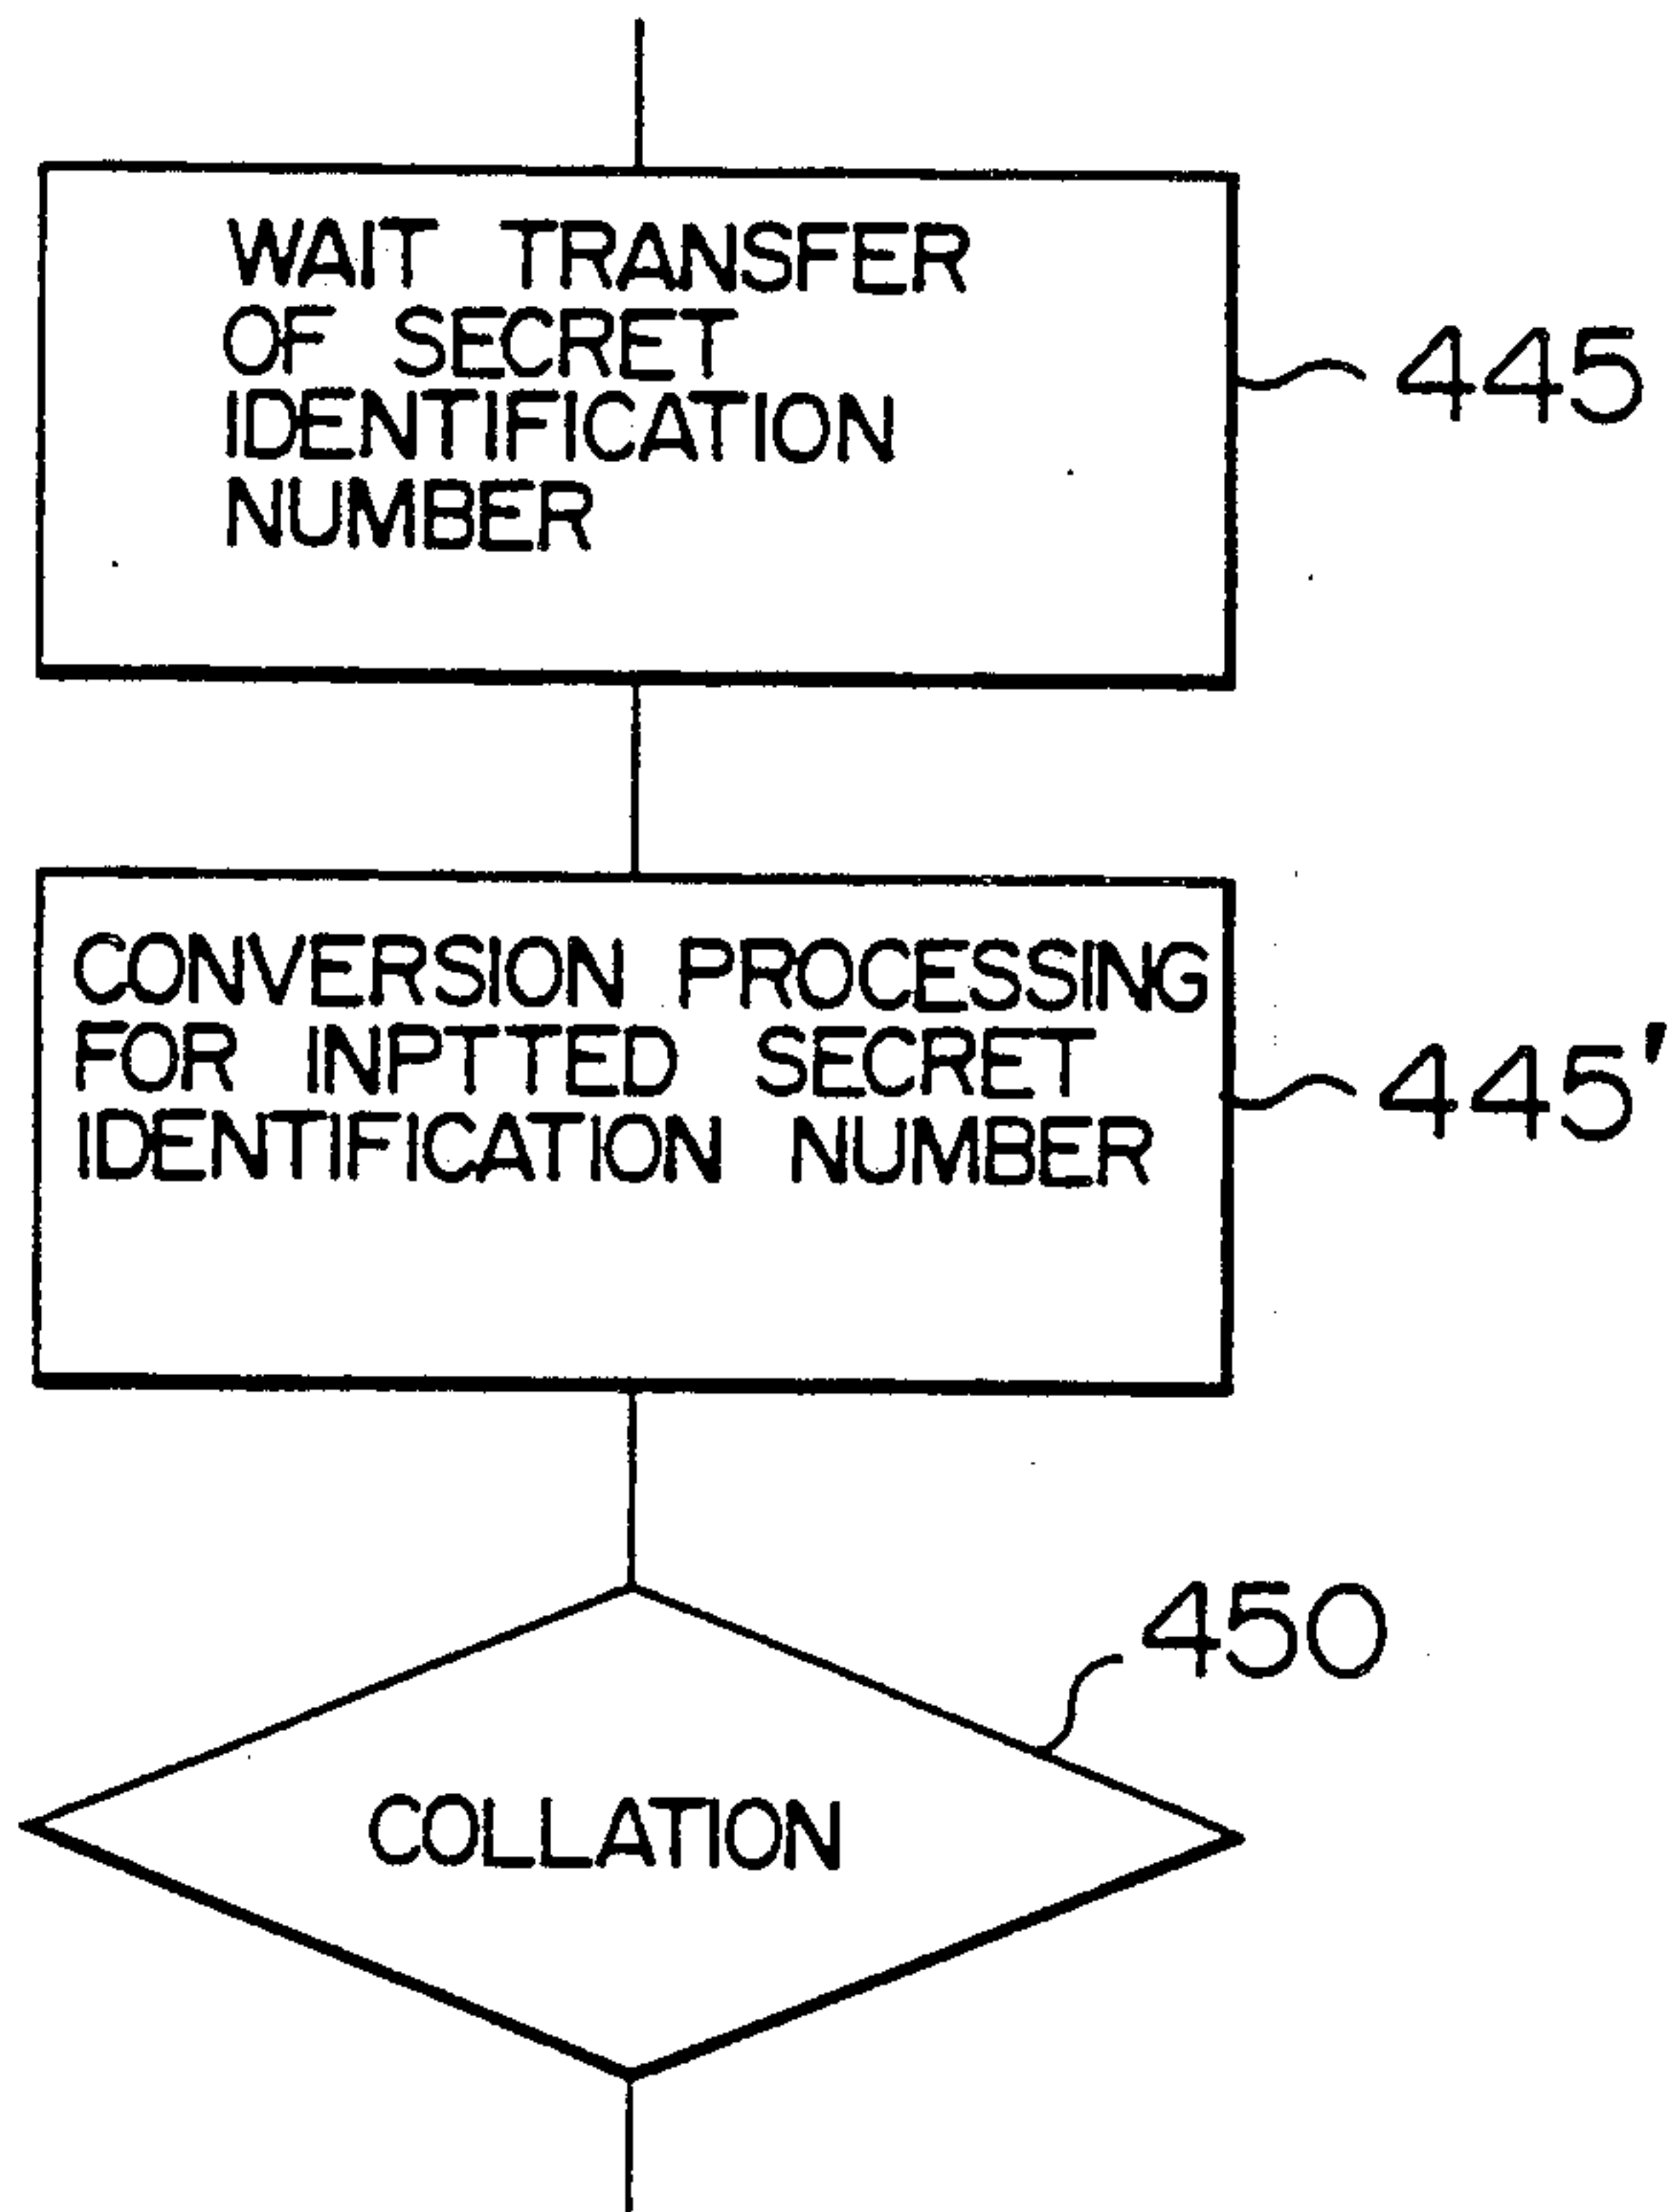 WAIT TRANSFER
OF SECRET
IDENTIFICATION
NUMBER
445
CONVERSION PROCESSING
FOR INPTTED SECRET
IDENTIFICATION NUMBER
445'
450
COLLATION